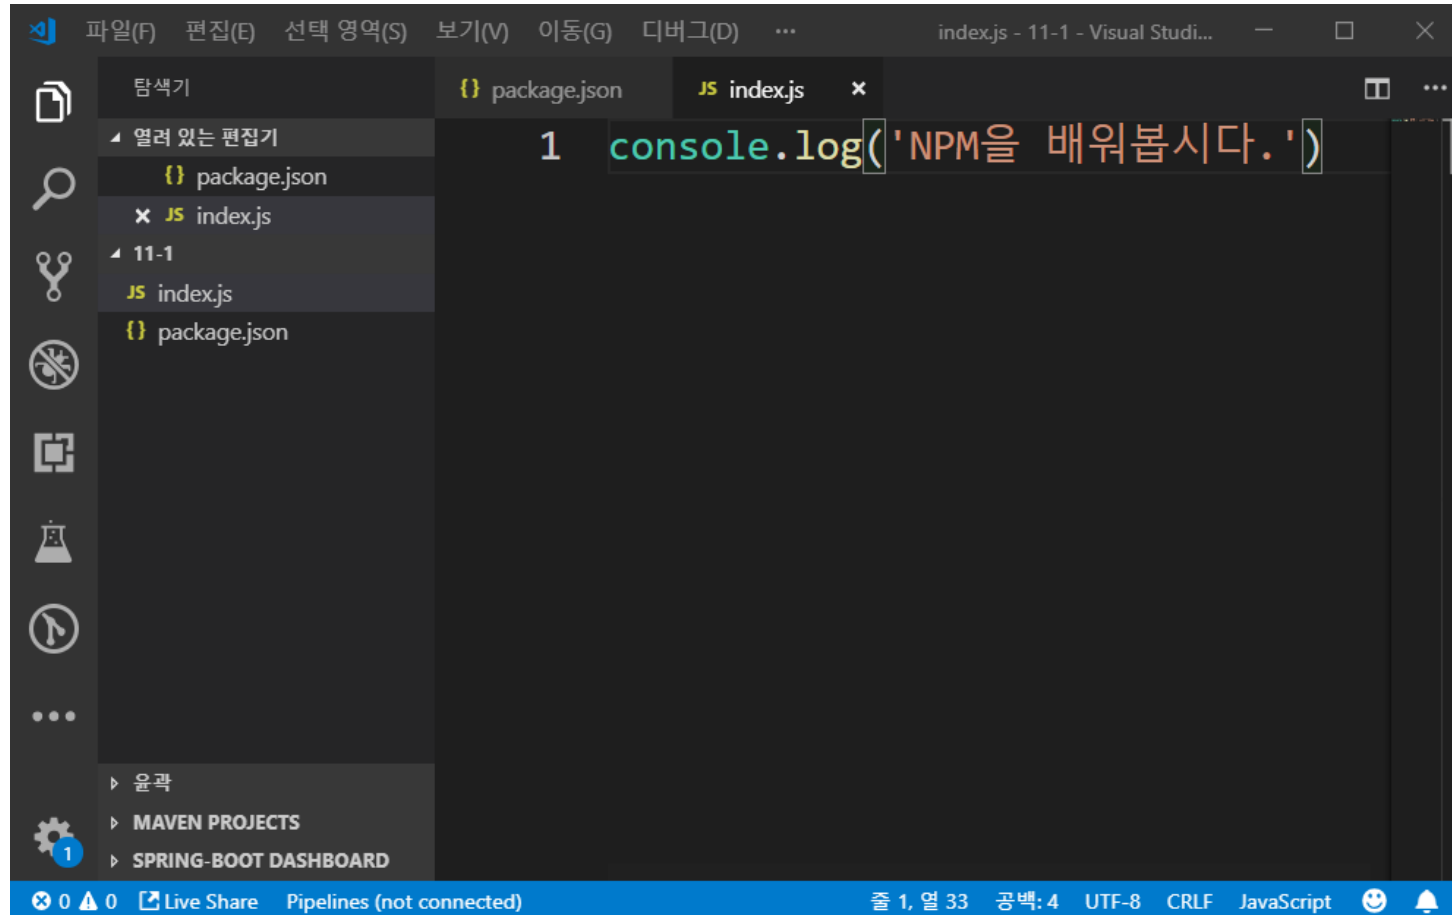 파일(F) 편집(E) 선택 영역(S) 보기(V) 이동(G) 디버그(D) ··· index.js - 11-1 - Visual Studi...
탐색기
{} package.json JS index.js
열려 있는 편집기
{} package.json
JS index.js
11-1
JS index.js
{} package.json
1 console.log('NPM을 배워봅시다.')
윤곽
MAVEN PROJECTS
SPRING-BOOT DASHBOARD
1
0 0 Live Share Pipelines (not connected) 줄 1, 열 33 공백: 4 UTF-8 CRLF JavaScript